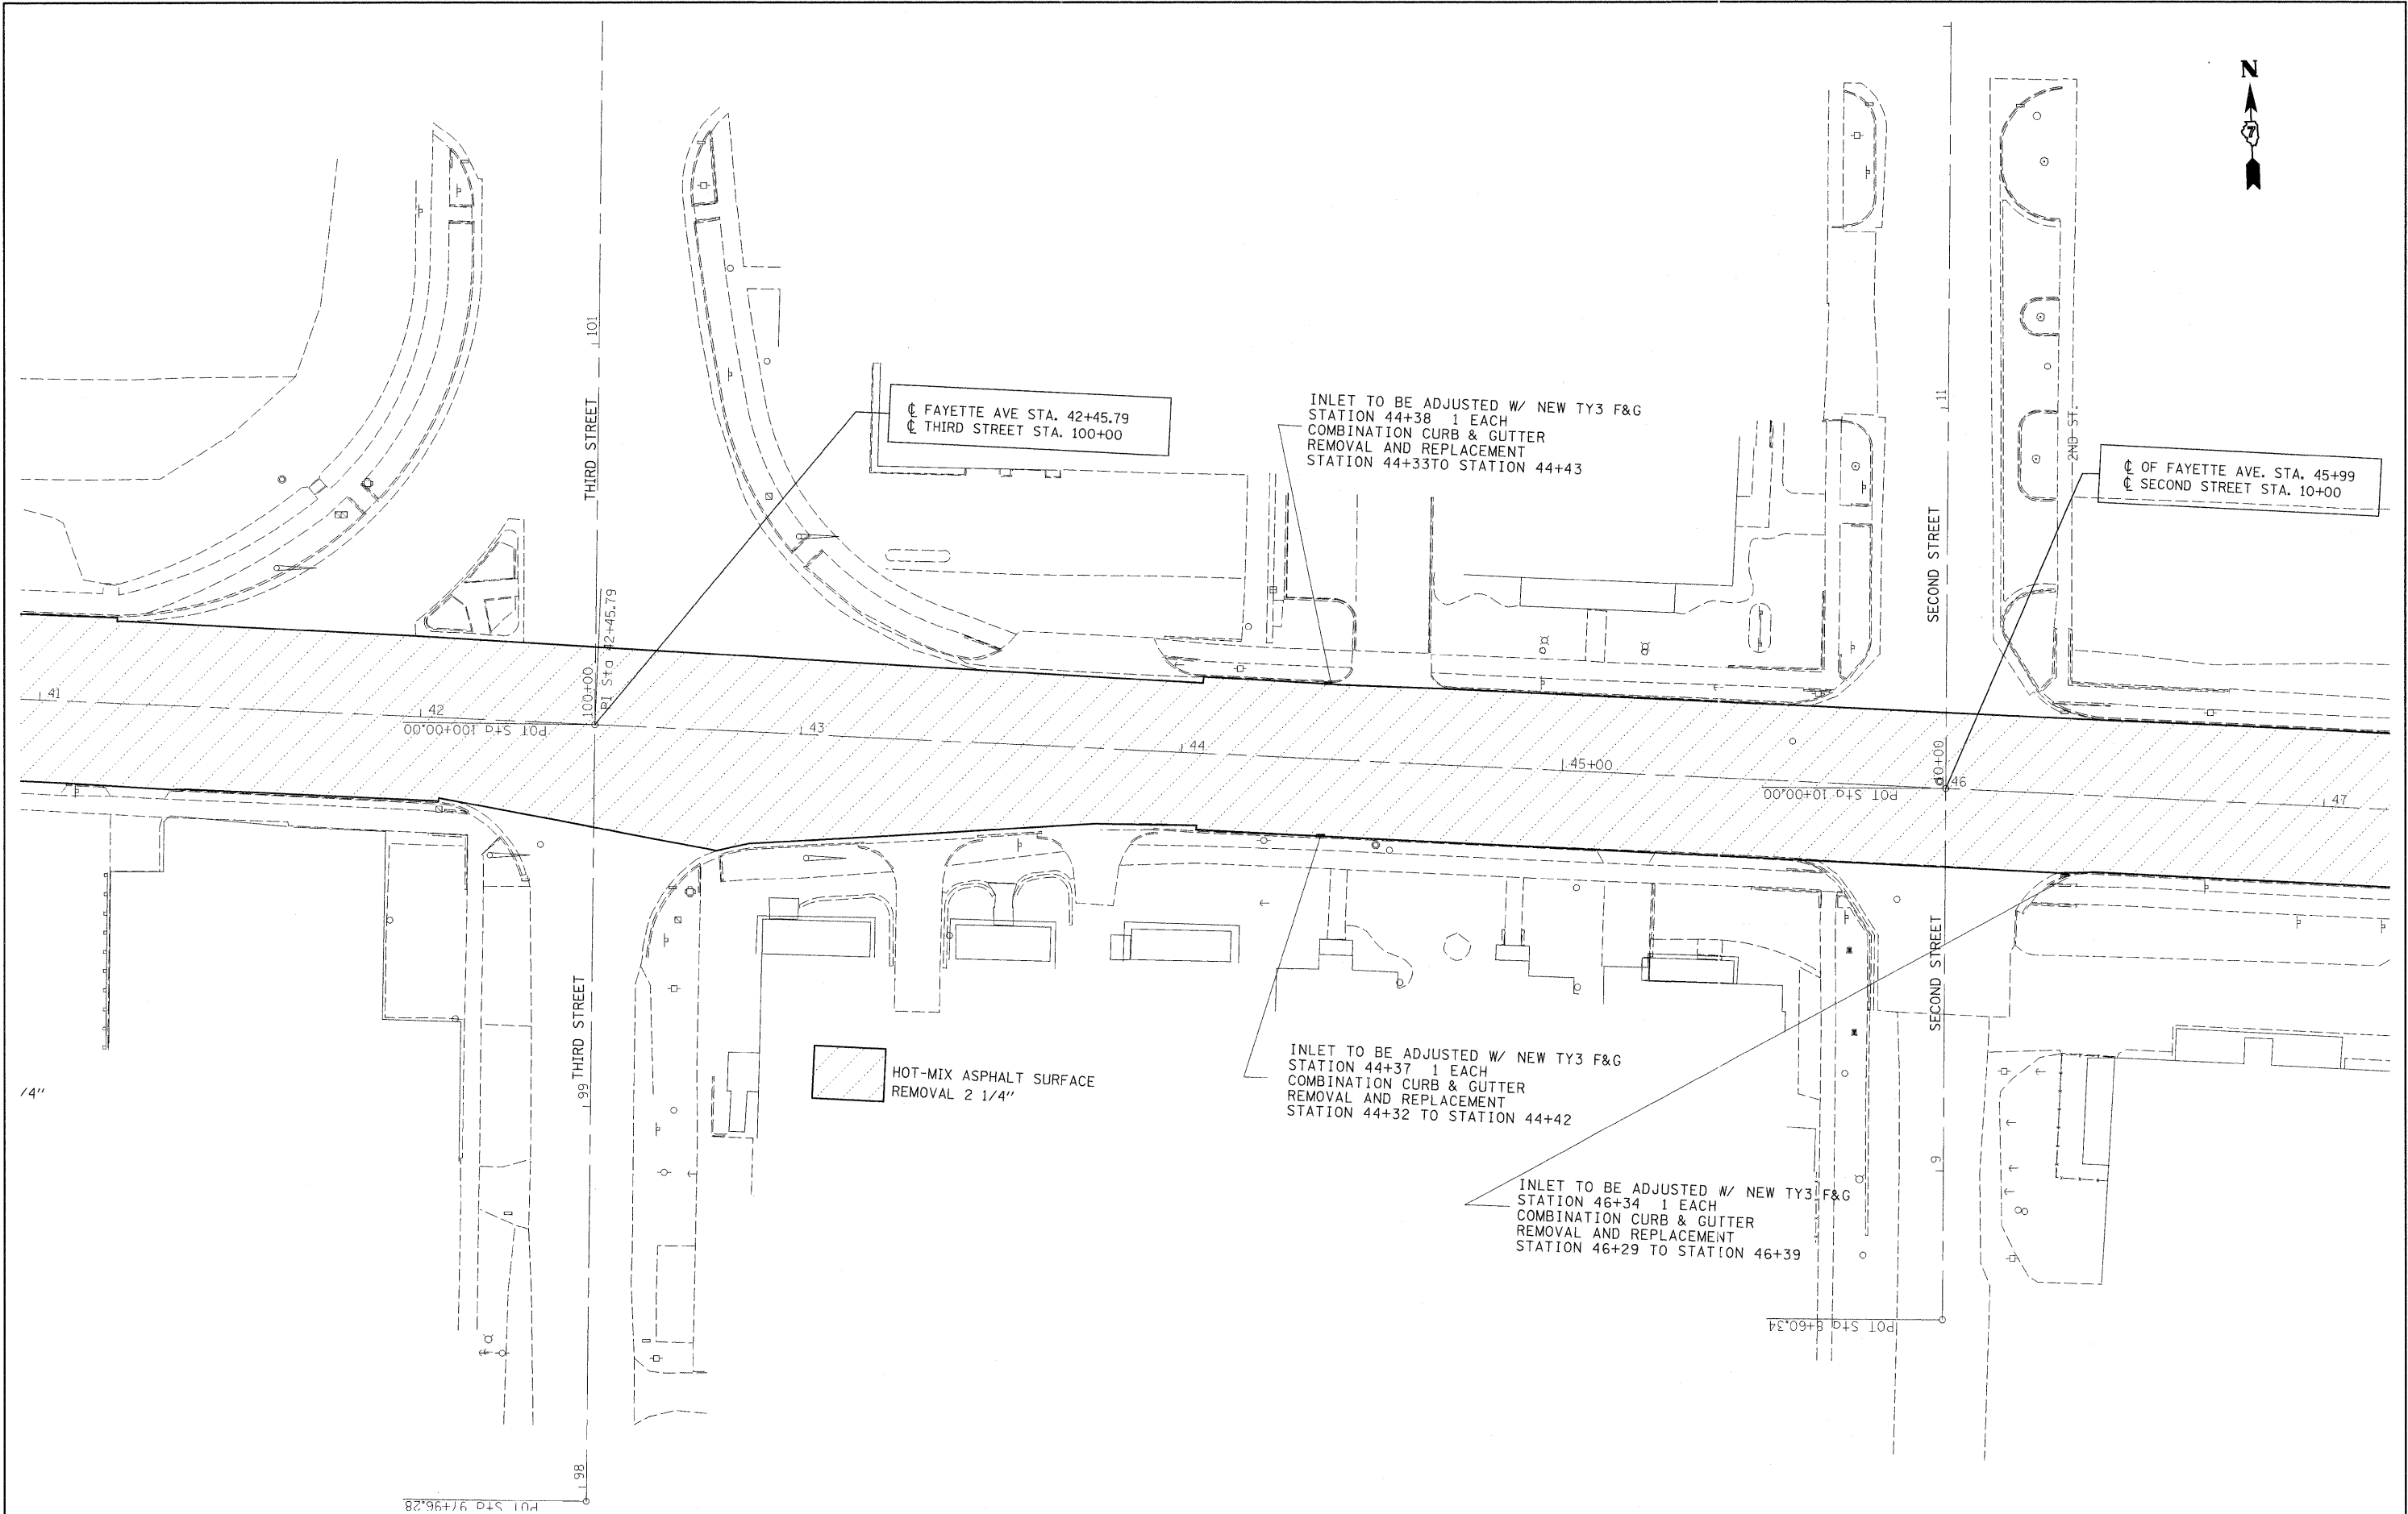 N
7
101
THIRD STREET
℄ FAYETTE AVE STA. 42+45.79
℄ THIRD STREET STA. 100+00
INLET TO BE ADJUSTED W/ NEW TY3 F&G
STATION 44+38 1 EACH
COMBINATION CURB & GUTTER
REMOVAL AND REPLACEMENT
STATION 44+33TO STATION 44+43
11
2ND ST.
℄ OF FAYETTE AVE. STA. 45+99
℄ SECOND STREET STA. 10+00
SECOND STREET
PI Sta 42+45.79
100+00
41
42
POT Sta 100+00.00
43
44
45+00
10+00
46
POT Sta 10+00.00
47
THIRD STREET
99
SECOND STREET
9
/4"
HOT-MIX ASPHALT SURFACE
REMOVAL 2 1/4"
INLET TO BE ADJUSTED W/ NEW TY3 F&G
STATION 44+37 1 EACH
COMBINATION CURB & GUTTER
REMOVAL AND REPLACEMENT
STATION 44+32 TO STATION 44+42
INLET TO BE ADJUSTED W/ NEW TY3 F&G
STATION 46+34 1 EACH
COMBINATION CURB & GUTTER
REMOVAL AND REPLACEMENT
STATION 46+29 TO STATION 46+39
POT Sta 8+60.34
98
POT Sta 97+96.28